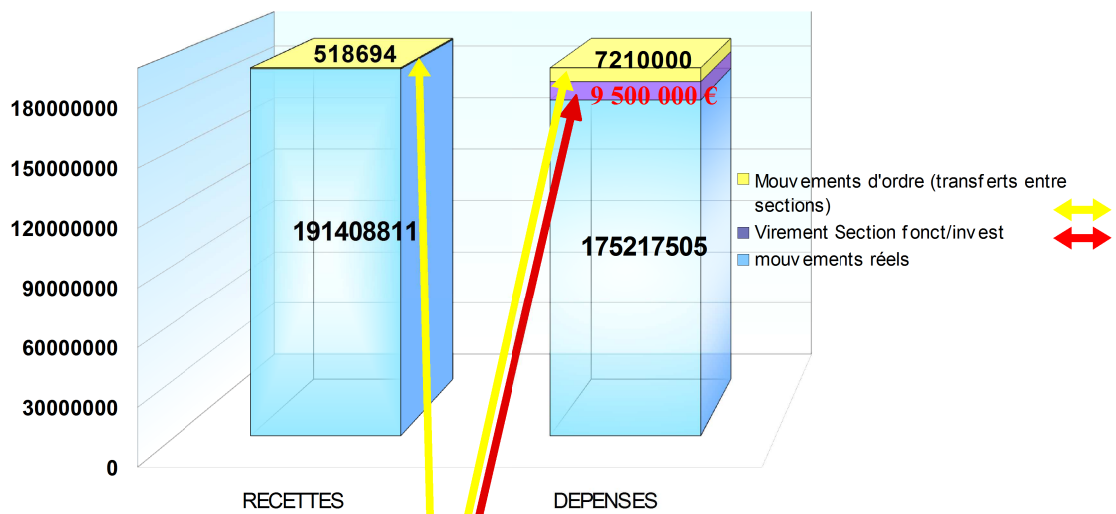 518694
7210000
9 500 000 €
180000000
150000000
120000000
90000000
60000000
30000000
0
191408811
175217505
Mouvements d'ordre (transferts entre
sections)
Virement Section fonct/invest
mouvements réels
RECETTES
DEPENSES